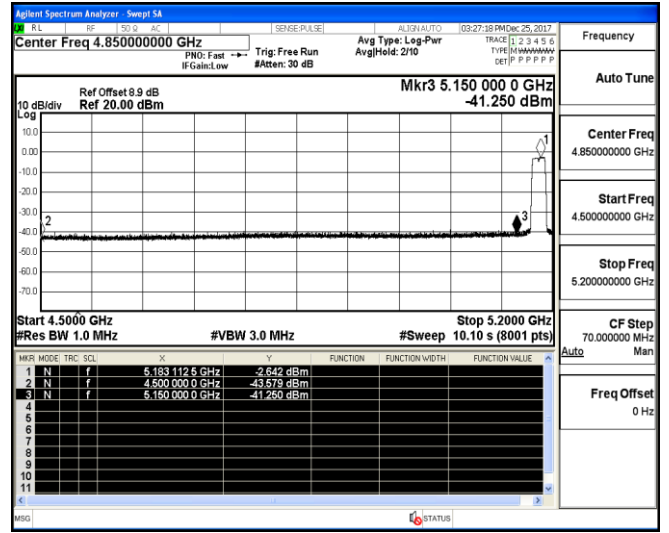 Agilent Spectrum Analyzer - Swept SA
RL RF 50 Ω AC SENSE:PULSE ALIGN AUTO 03:27:18 PM Dec 25, 2017
Center Freq 4.850000000 GHz
PNO: Fast
IFGain:Low
Trig: Free Run
#Atten: 30 dB
Avg Type: Log-Pwr
Avg|Hold: 2/10
TRACE 1 2 3 4 5 6
TYPE MWWWWW
DET P P P P P P
Ref Offset 8.9 dB
Ref 20.00 dBm
10 dB/div
Log
Mkr3 5.150 000 0 GHz
-41.250 dBm
10.0
0.00
-10.0
-20.0
-30.0
-40.0
-50.0
-60.0
-70.0
1
2
3
Start 4.5000 GHz
Stop 5.2000 GHz
#Res BW 1.0 MHz
#VBW 3.0 MHz
#Sweep 10.10 s (8001 pts)
MKR MODE TRC SCL X Y FUNCTION FUNCTION WIDTH FUNCTION VALUE
1 N f 5.183 112 5 GHz -2.642 dBm
2 N f 4.500 000 0 GHz -43.579 dBm
3 N f 5.150 000 0 GHz -41.250 dBm
4
5
6
7
8
9
10
11
MSG
STATUS
Frequency
Auto Tune
Center Freq
4.850000000 GHz
Start Freq
4.500000000 GHz
Stop Freq
5.200000000 GHz
CF Step
70.000000 MHz
Auto Man
Freq Offset
0 Hz